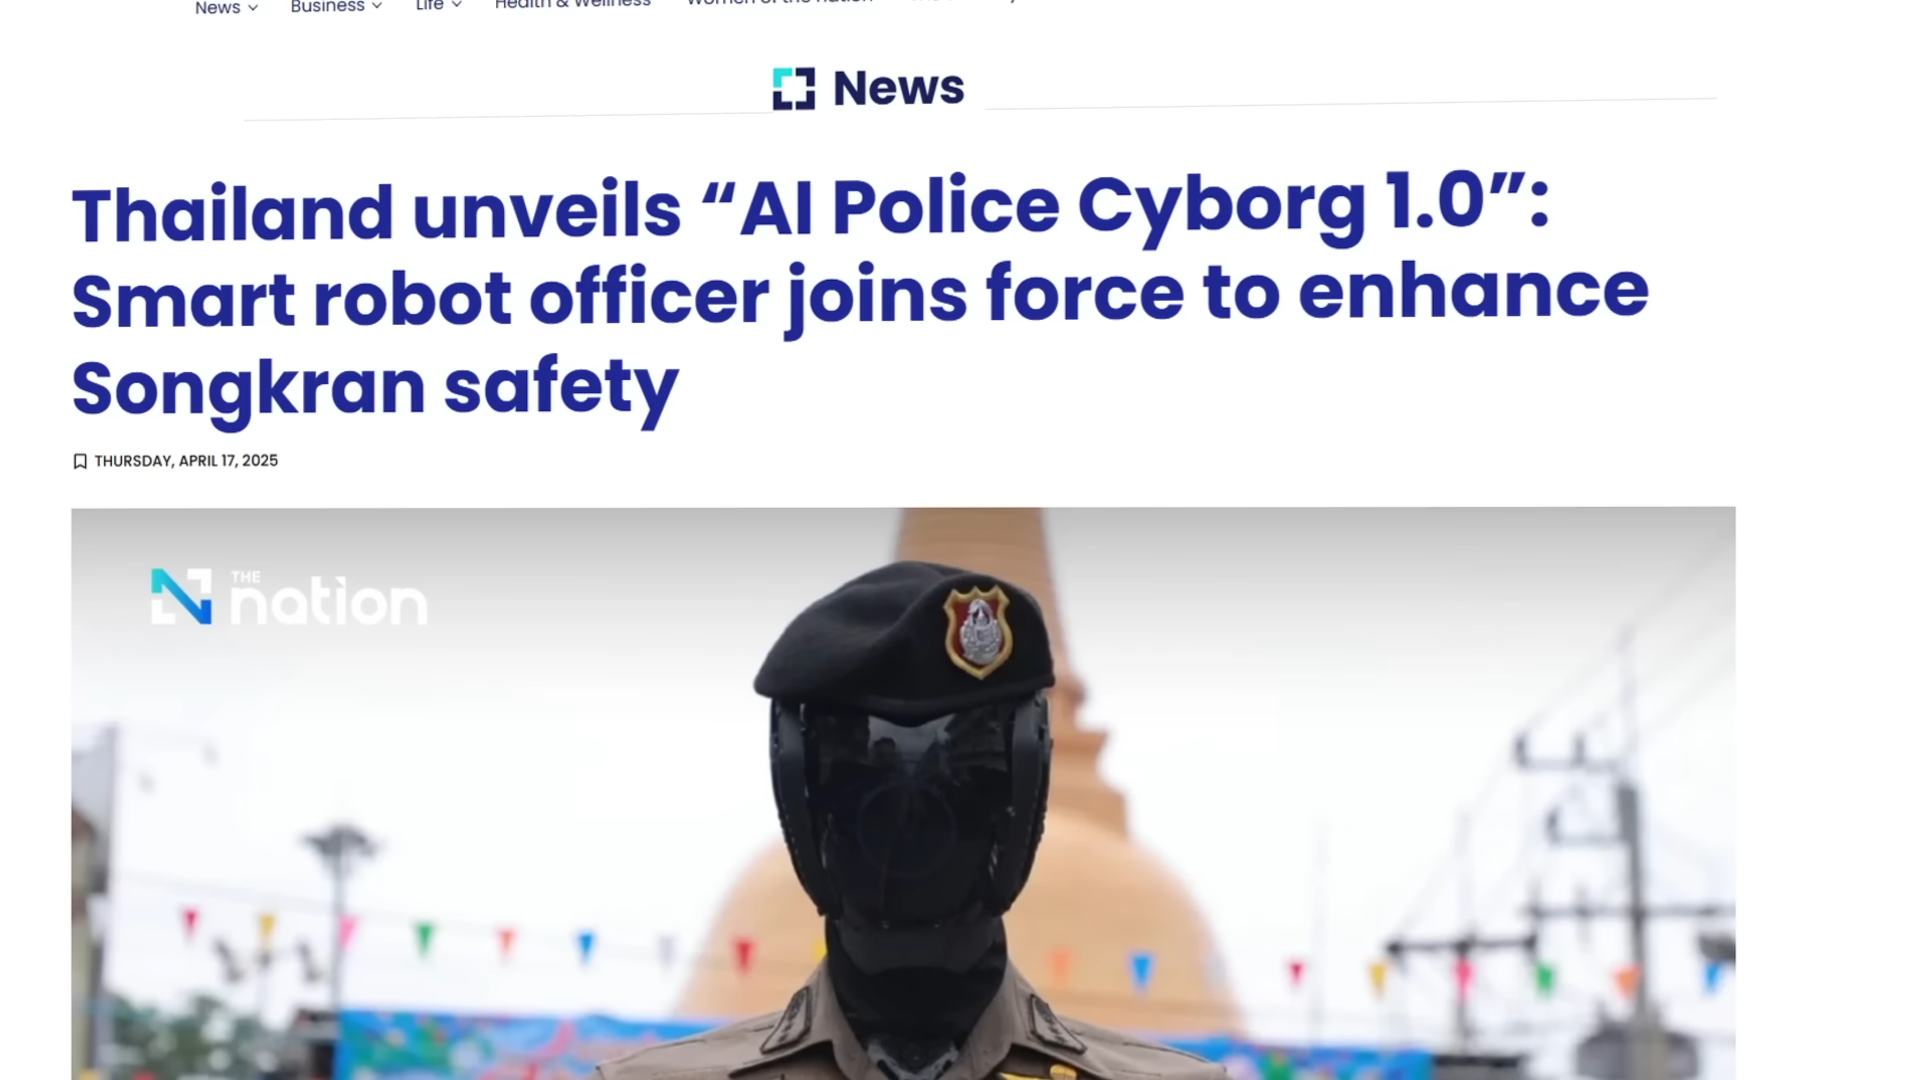 News
Business
Life
Health & Wellness
News
Thailand unveils “AI Police Cyborg 1.0”:
Smart robot officer joins force to enhance
Songkran safety
THURSDAY, APRIL 17, 2025
THE
nation